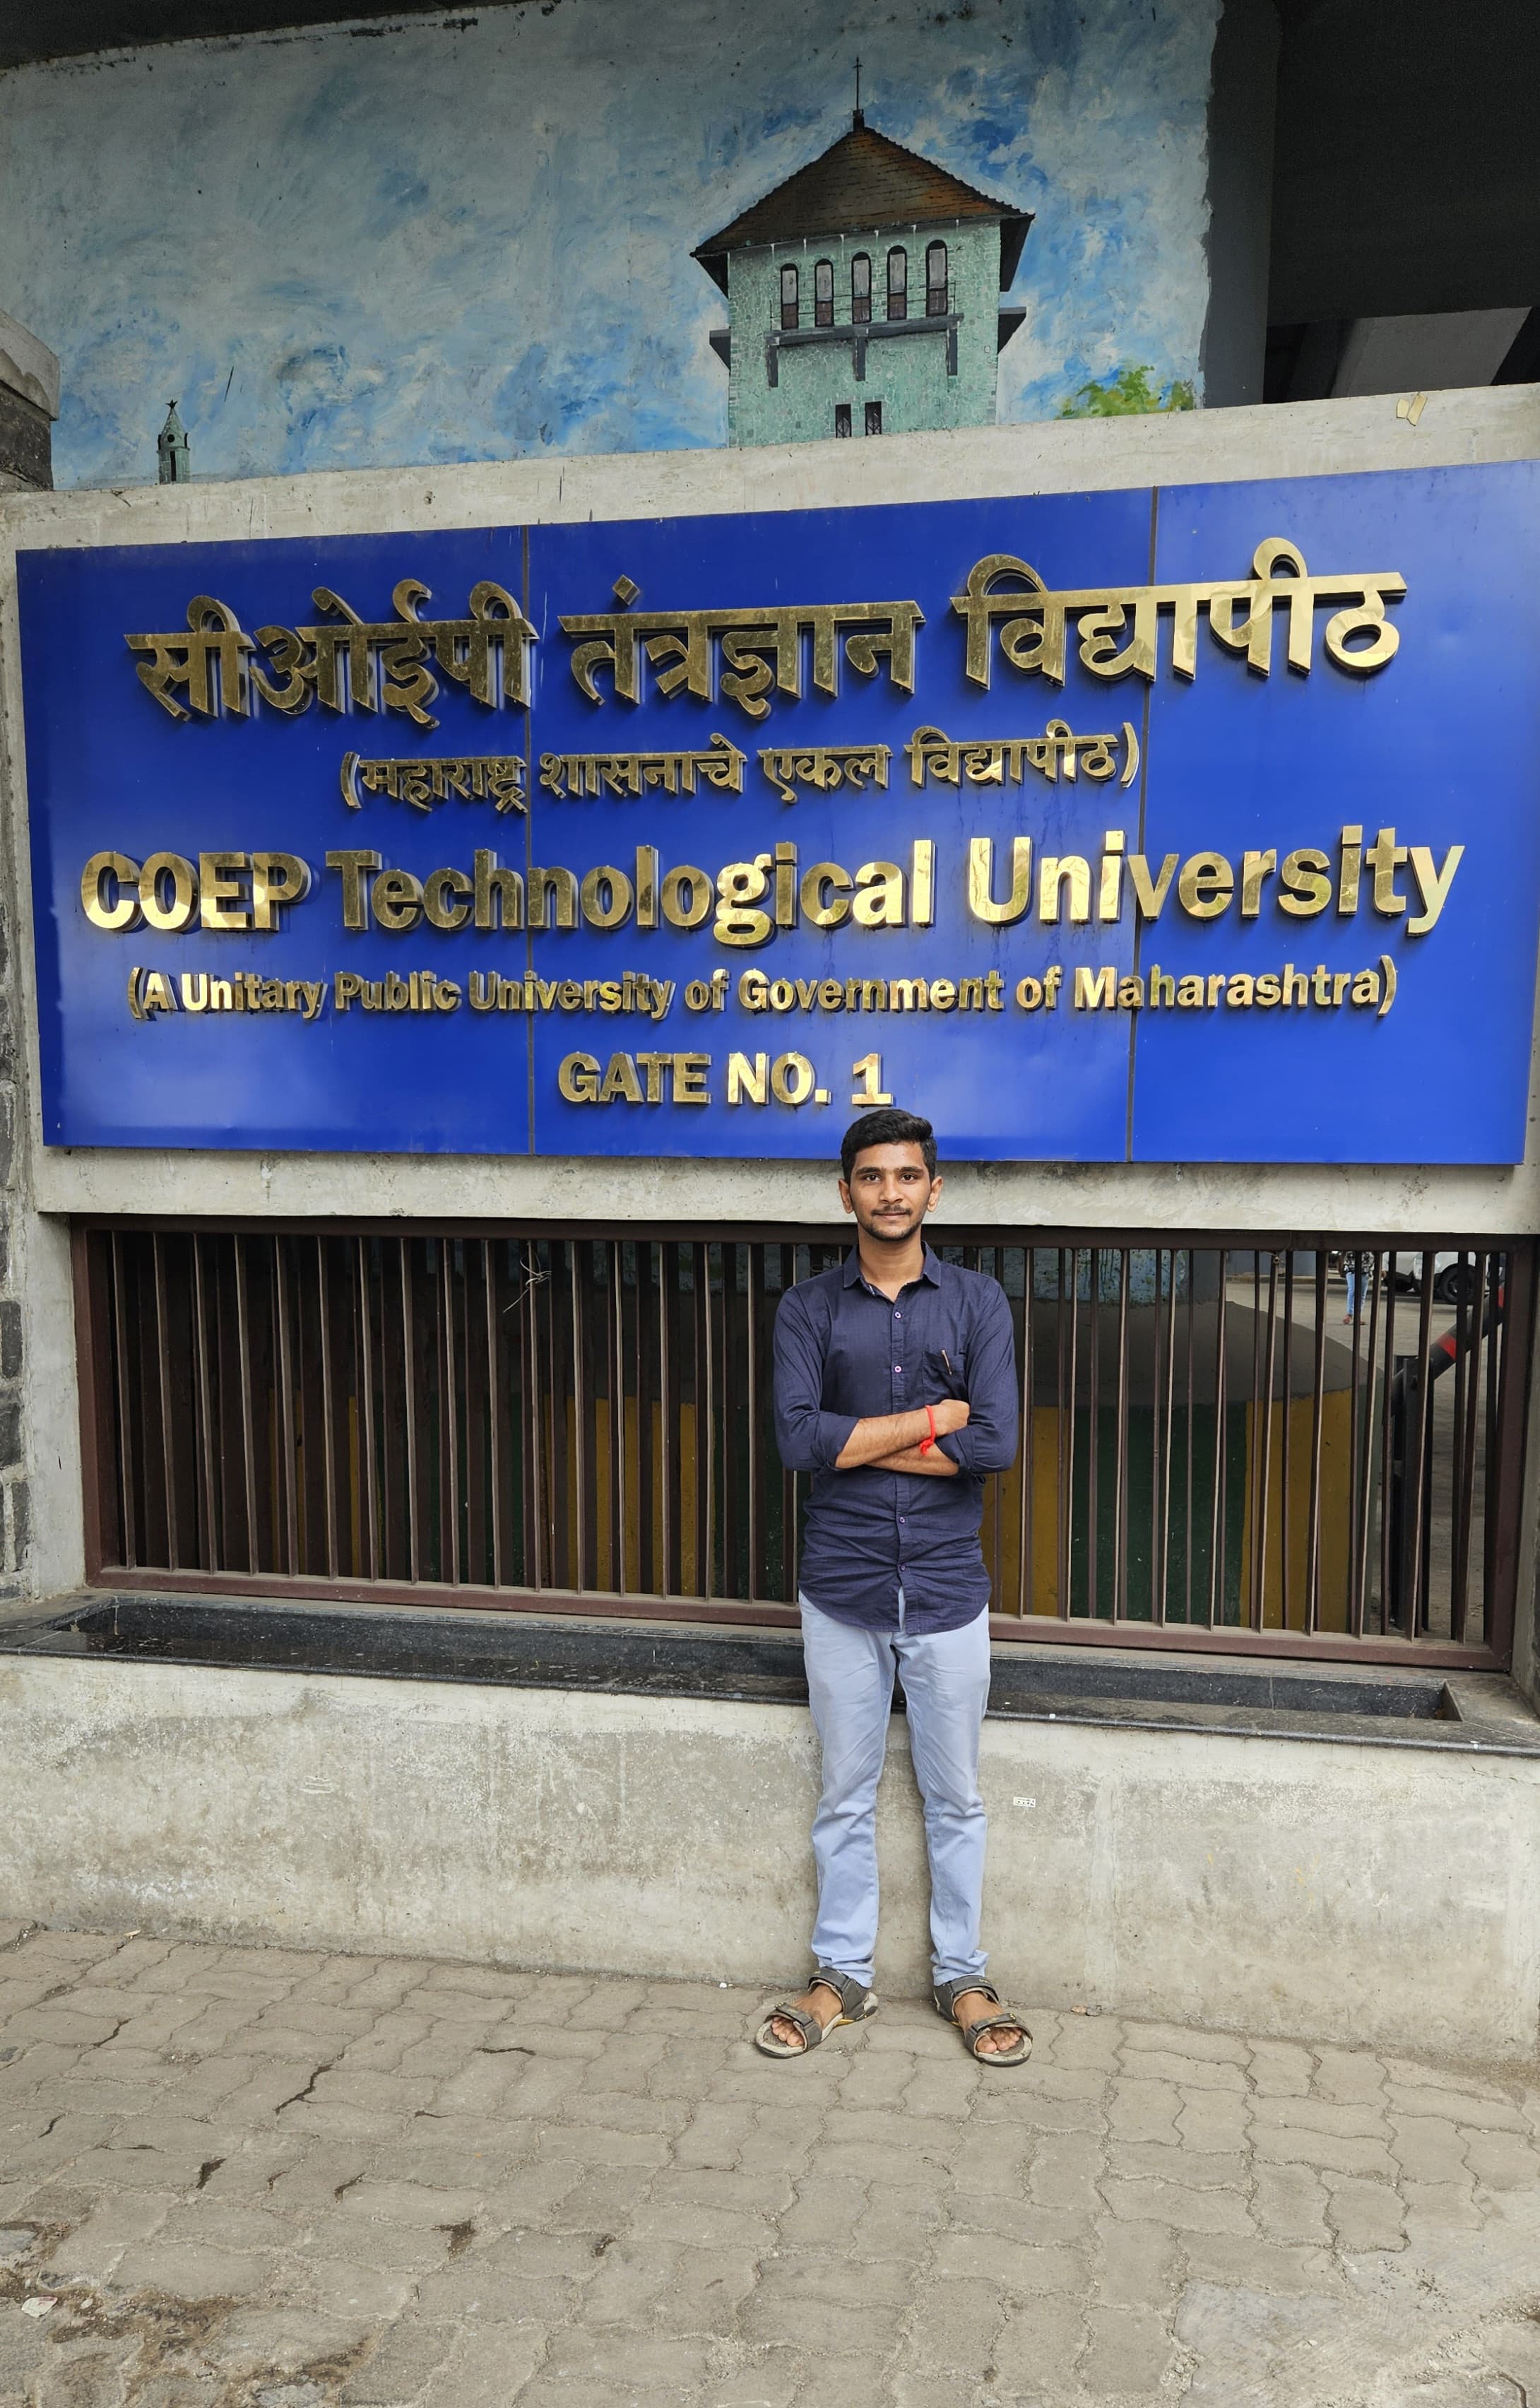 सीओईपी तंत्रज्ञान विद्यापीठ
(महाराष्ट्र शासनाचे एकल विद्यापीठ)
COEP Technological University
(A Unitary Public University of Government of Maharashtra)
GATE NO. 1